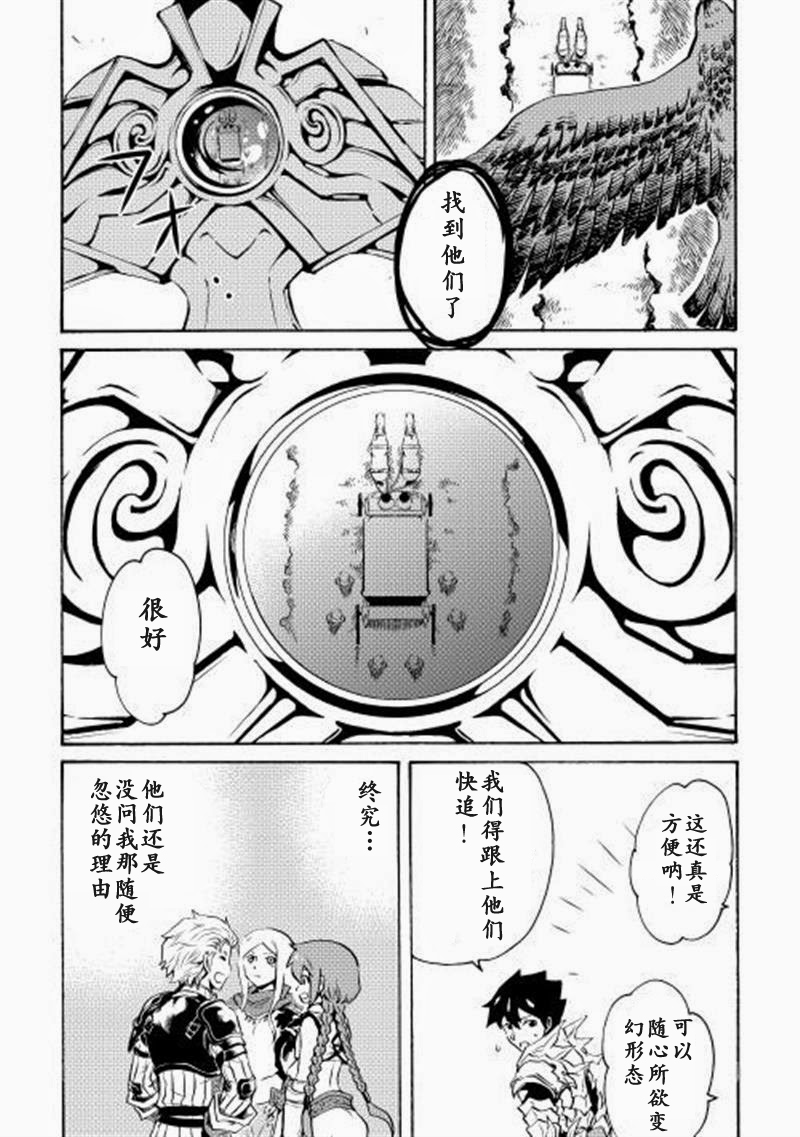 找到他们了
很好
这还真是
方便呐！
可以
随心所欲变
幻形态
我们得跟上他们
快追！
终究…
他们还是
没问我那随便
忽悠的理由